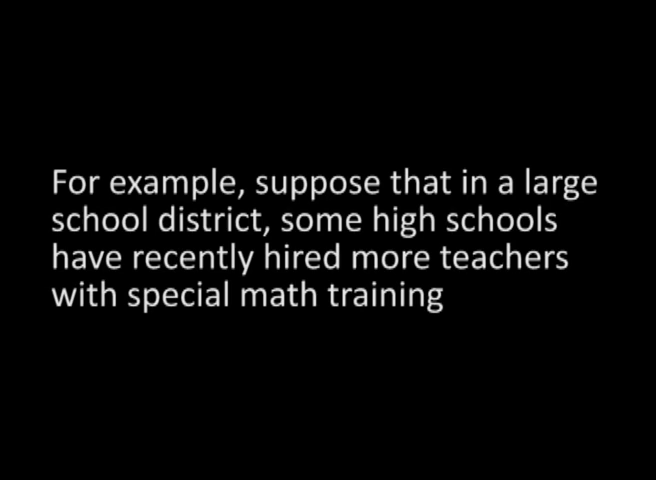 For example, suppose that in a large
school district, some high schools
have recently hired more teachers
with special math training